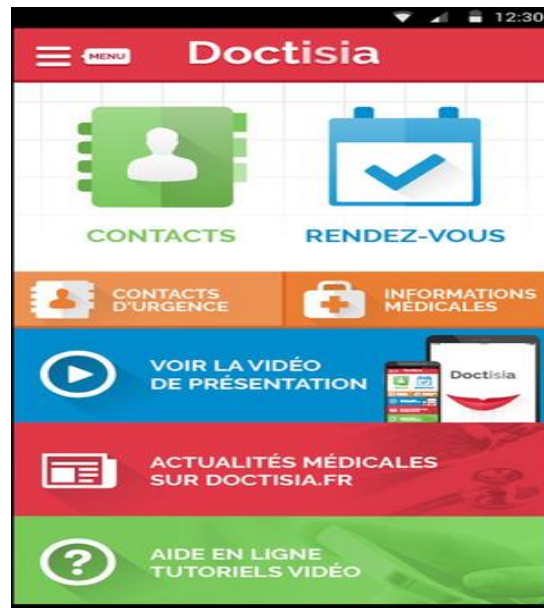 12:30
MENU
Doctisia
CONTACTS
RENDEZ-VOUS
CONTACTS
D'URGENCE
INFORMATIONS
MÉDICALES
VOIR LA VIDÉO
DE PRÉSENTATION
Doctisia
ACTUALITÉS MÉDICALES
SUR DOCTISIA.FR
AIDE EN LIGNE
TUTORIELS VIDÉO